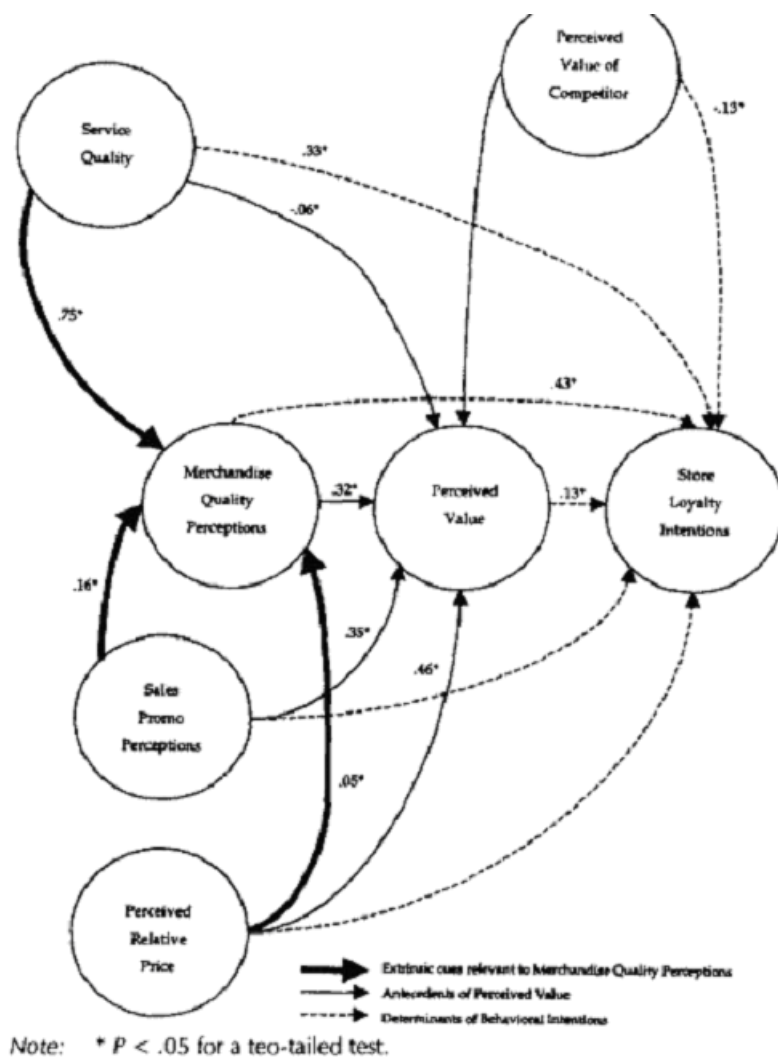 Perceived
Value of
Competitor
-.13*
Service
Quality
.33*
-.06*
.75*
.43*
Merchandise
Quality
Perceptions
.32*
Perceived
Value
.13*
Store
Loyalty
Intentions
.16*
.35*
.46*
Sales
Promo
Perceptions
.05*
Perceived
Relative
Price
Extrinsic cues relevant to Merchandise Quality Perceptions
Antecedents of Perceived Value
Determinants of Behavioral Intentions
Note: * P < .05 for a teo-tailed test.